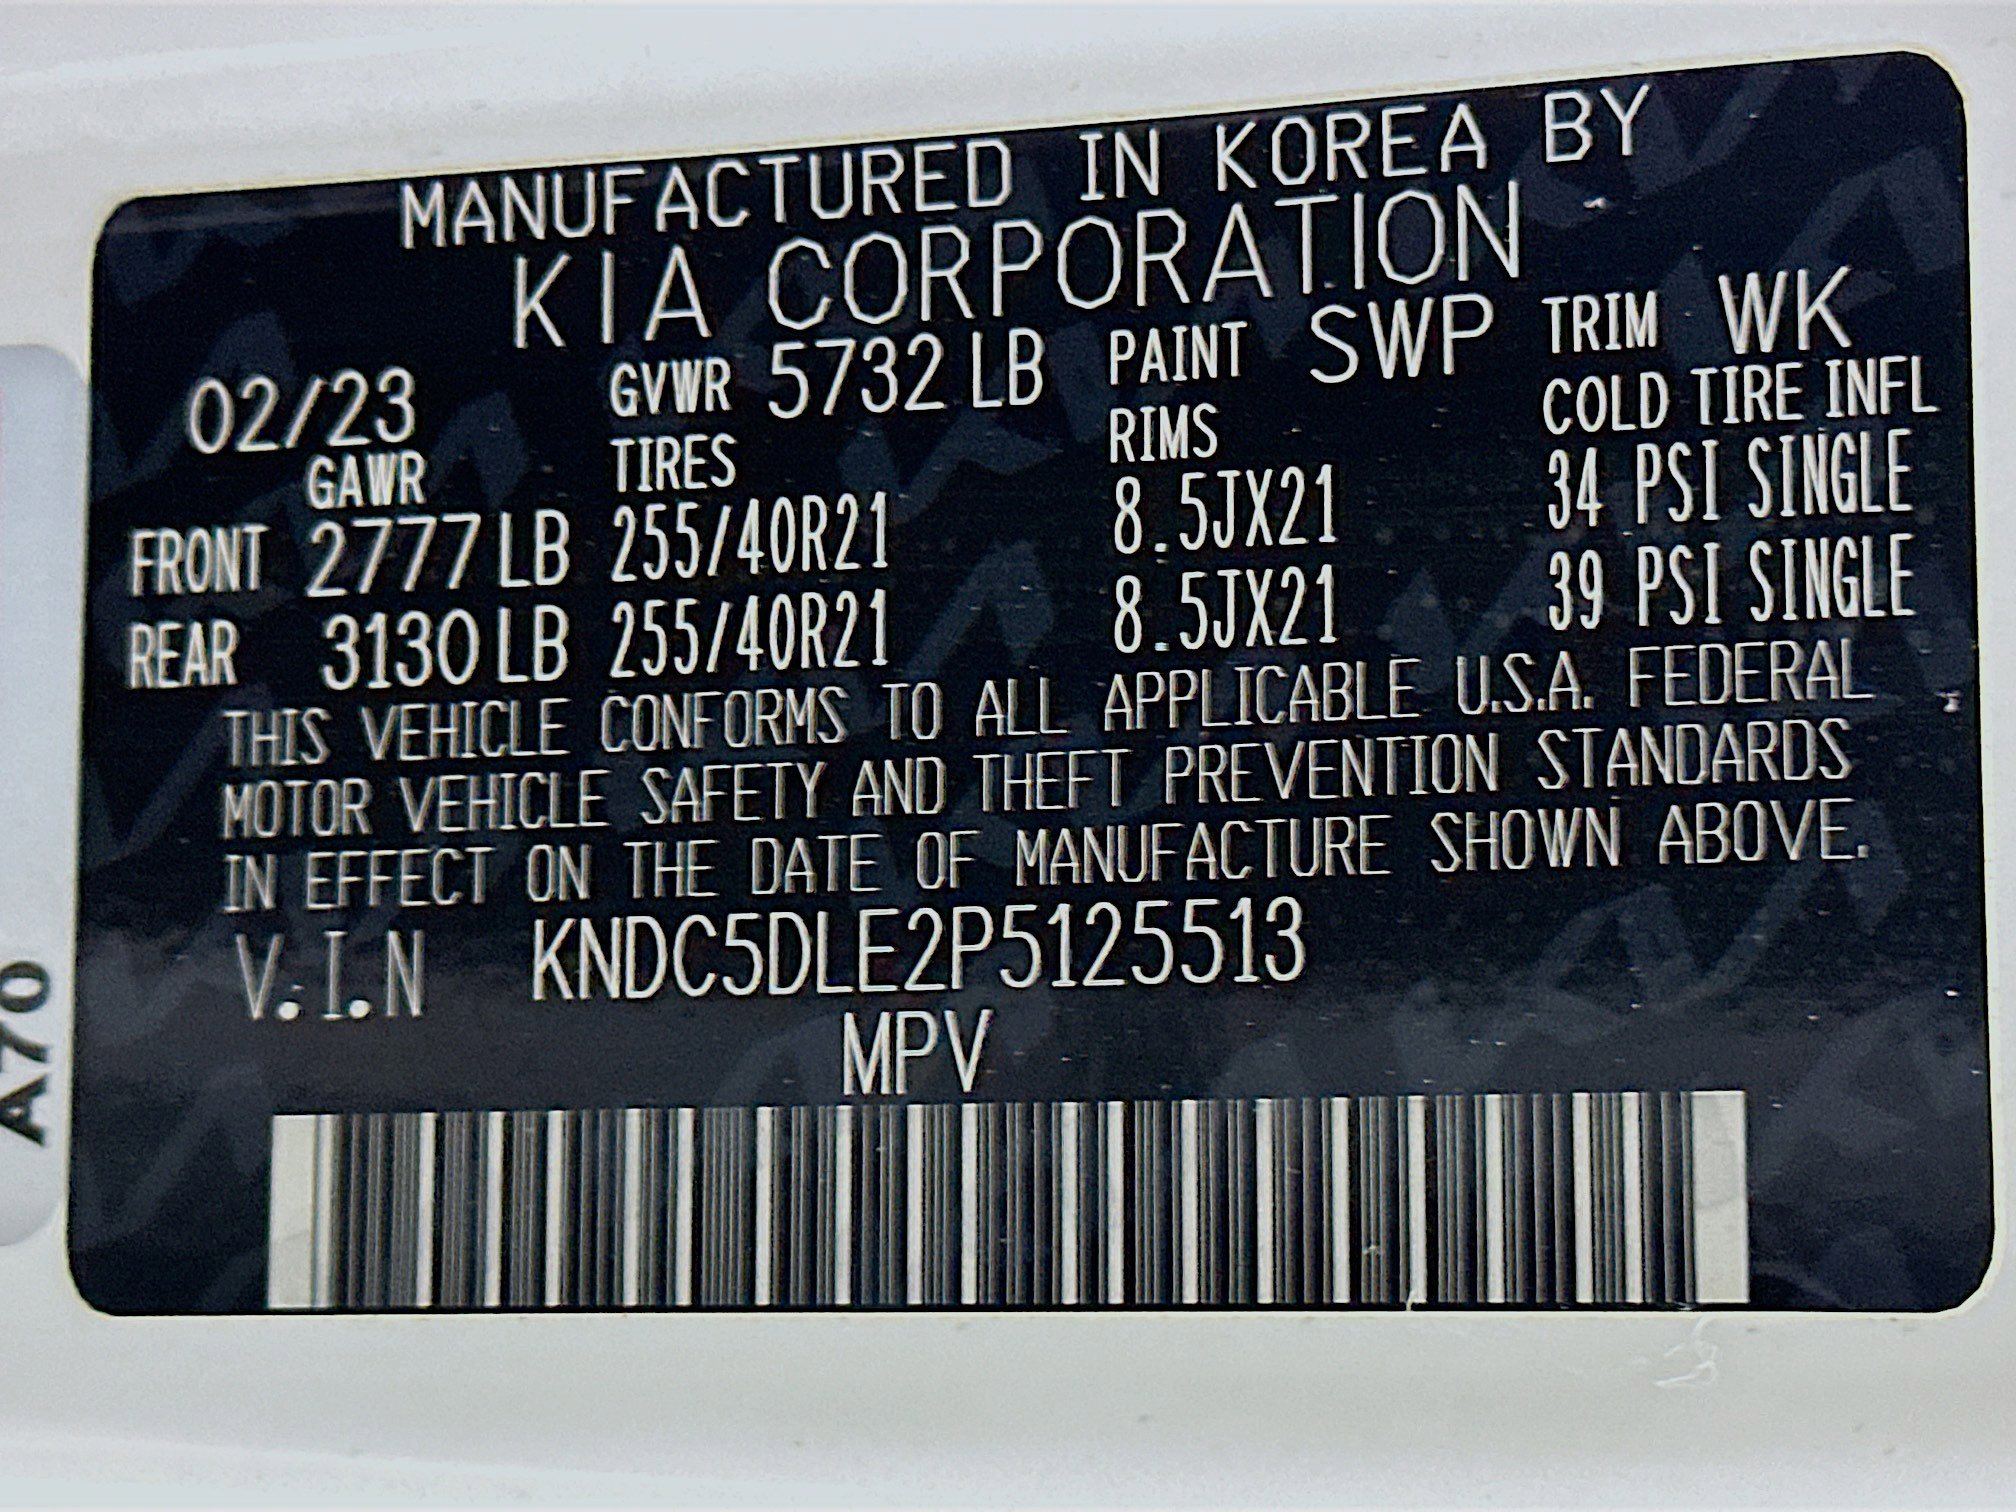 MANUFACTURED IN KOREA BY
KIA CORPORATION
02/23 GVWR 5732 LB PAINT SWP TRIM WK
GAWR TIRES RIMS COLD TIRE INFL
FRONT 2777 LB 255/40R21 8.5JX21 34 PSI SINGLE
REAR 3130 LB 255/40R21 8.5JX21 39 PSI SINGLE
THIS VEHICLE CONFORMS TO ALL APPLICABLE U.S.A. FEDERAL
MOTOR VEHICLE SAFETY AND THEFT PREVENTION STANDARDS
IN EFFECT ON THE DATE OF MANUFACTURE SHOWN ABOVE.
V.I.N KNDC5DLE2P5125513
MPV
A70